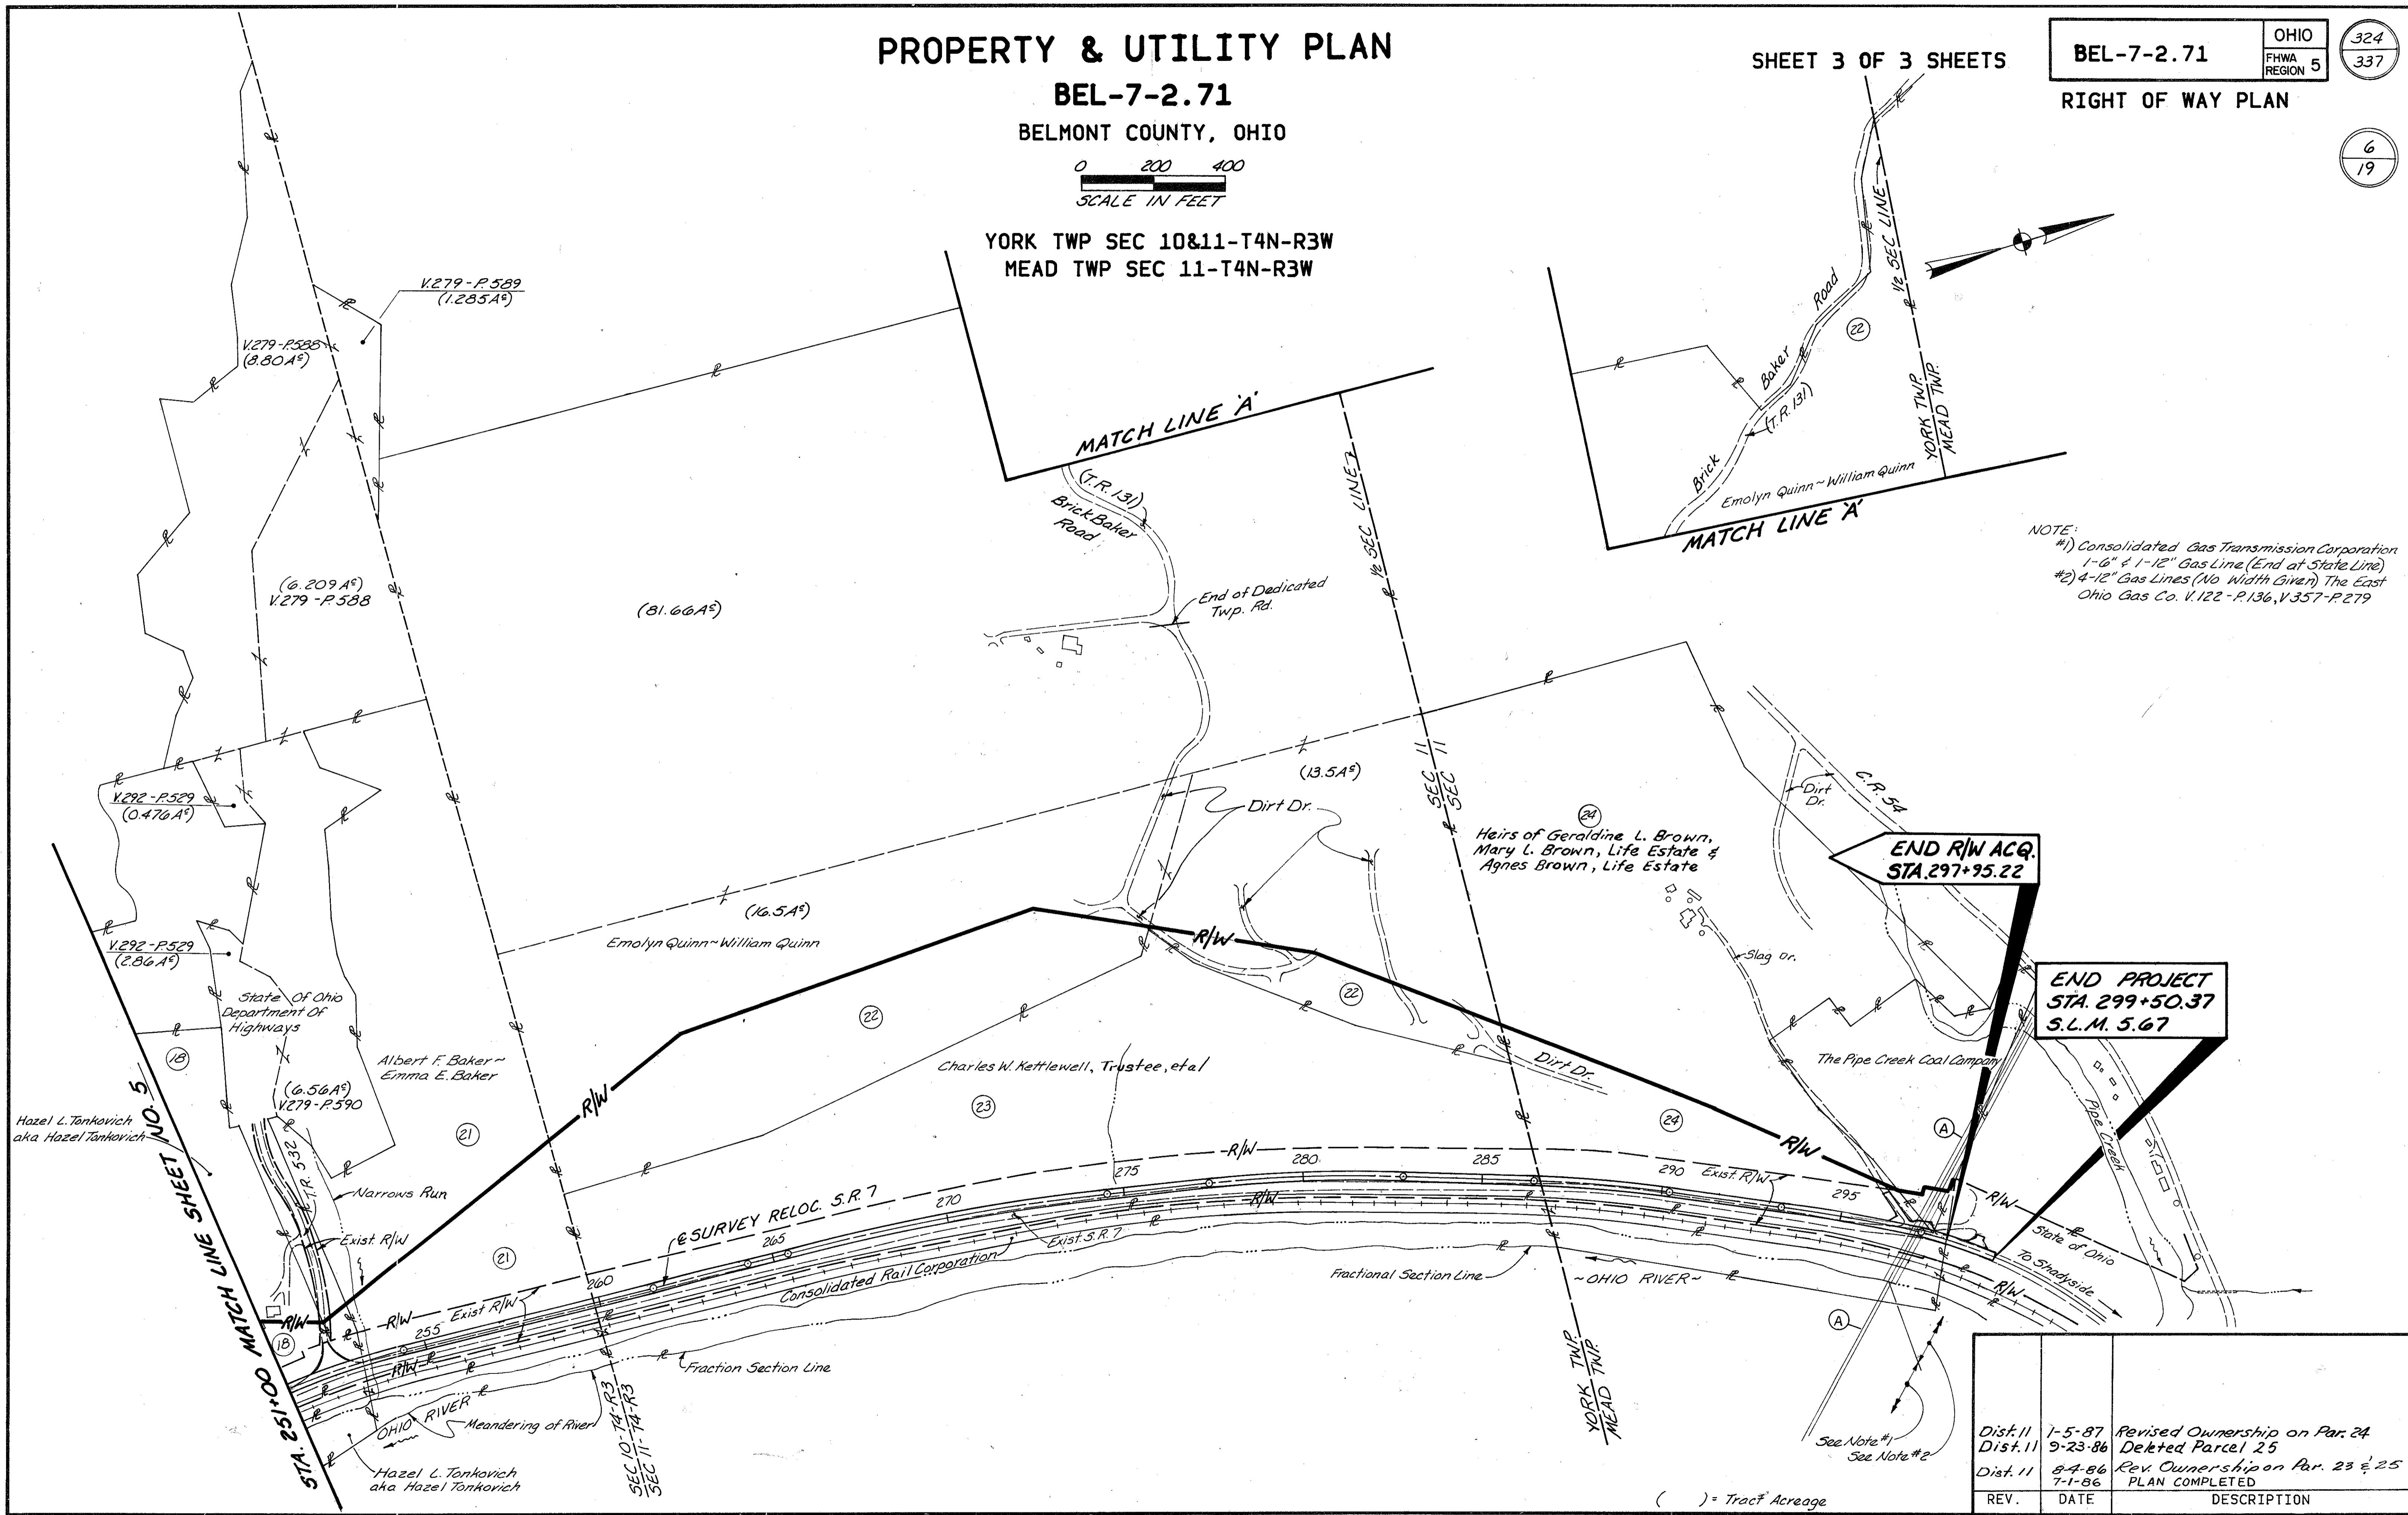 PROPERTY & UTILITY PLAN
BEL-7-2.71
BELMONT COUNTY, OHIO
0 200 400
SCALE IN FEET
YORK TWP SEC 10&11-T4N-R3W
MEAD TWP SEC 11-T4N-R3W
SHEET 3 OF 3 SHEETS
BEL-7-2.71
OHIO
FHWA
REGION 5
324
337
RIGHT OF WAY PLAN
6
19
V.279-P.589
(1.285Ac)
V.279-P.588
(8.80Ac)
(6.209Ac)
V.279-P.588
(81.66Ac)
MATCH LINE 'A'
(T.R. 131)
Brick Baker
Road
End of Dedicated
Twp. Rd.
1/2 SEC LINE
Brick Baker Road
(T.R. 131)
22
1/2 SEC LINE
YORK TWP.
MEAD TWP.
Emolyn Quinn~William Quinn
MATCH LINE 'A'
NOTE:
#1) Consolidated Gas Transmission Corporation
1-6" & 1-12" Gas Line (End at State Line)
#2) 4-12" Gas Lines (No Width Given) The East
Ohio Gas Co. V.122-P.136, V.357-P.279
V.292-P.529
(0.476Ac)
V.292-P.529
(2.86Ac)
State Of Ohio
Department Of
Highways
18
Albert F. Baker~
Emma E. Baker
(6.56Ac)
V.279-P.590
21
Hazel L. Tonkovich
aka Hazel Tonkovich
T.R. 532
Narrows Run
Exist. R/W
STA. 251+00 MATCH LINE SHEET NO. 5
R/W
18
21
(16.5Ac)
Emolyn Quinn~William Quinn
22
R/W
(13.5Ac)
Dirt Dr.
SEC 11
SEC 11
24
Heirs of Geraldine L. Brown,
Mary L. Brown, Life Estate &
Agnes Brown, Life Estate
Dirt
Dr.
C.R. 54
END R/W ACQ.
STA. 297+95.22
R/W
Slag Dr.
22
END PROJECT
STA. 299+50.37
S.L.M. 5.67
Charles W. Kettlewell, Trustee, etal
23
Dirt Dr.
The Pipe Creek Coal Company
24
R/W
A
Pipe Creek
R/W
255 260 265 270 275 280 285 290 295
Exist R/W
R/W
Exist. R/W
℄ SURVEY RELOC. S.R. 7
R/W
Exist. S.R. 7
Consolidated Rail Corporation
R/W
R/W
State of Ohio
To Shadyside
R/W
Fractional Section Line
~OHIO RIVER~
Fraction Section Line
OHIO RIVER
Meandering of River
Hazel L. Tonkovich
aka Hazel Tonkovich
SEC 10-T4-R3
SEC 11-T4-R3
YORK TWP.
MEAD TWP.
A
See Note #1
See Note #2
( ) = Tract Acreage
Dist. 11 1-5-87 Revised Ownership on Par. 24
Dist. 11 9-23-86 Deleted Parcel 25
Dist. 11 8-4-86 Rev. Ownership on Par. 23 & 25
7-1-86 PLAN COMPLETED
REV. DATE DESCRIPTION